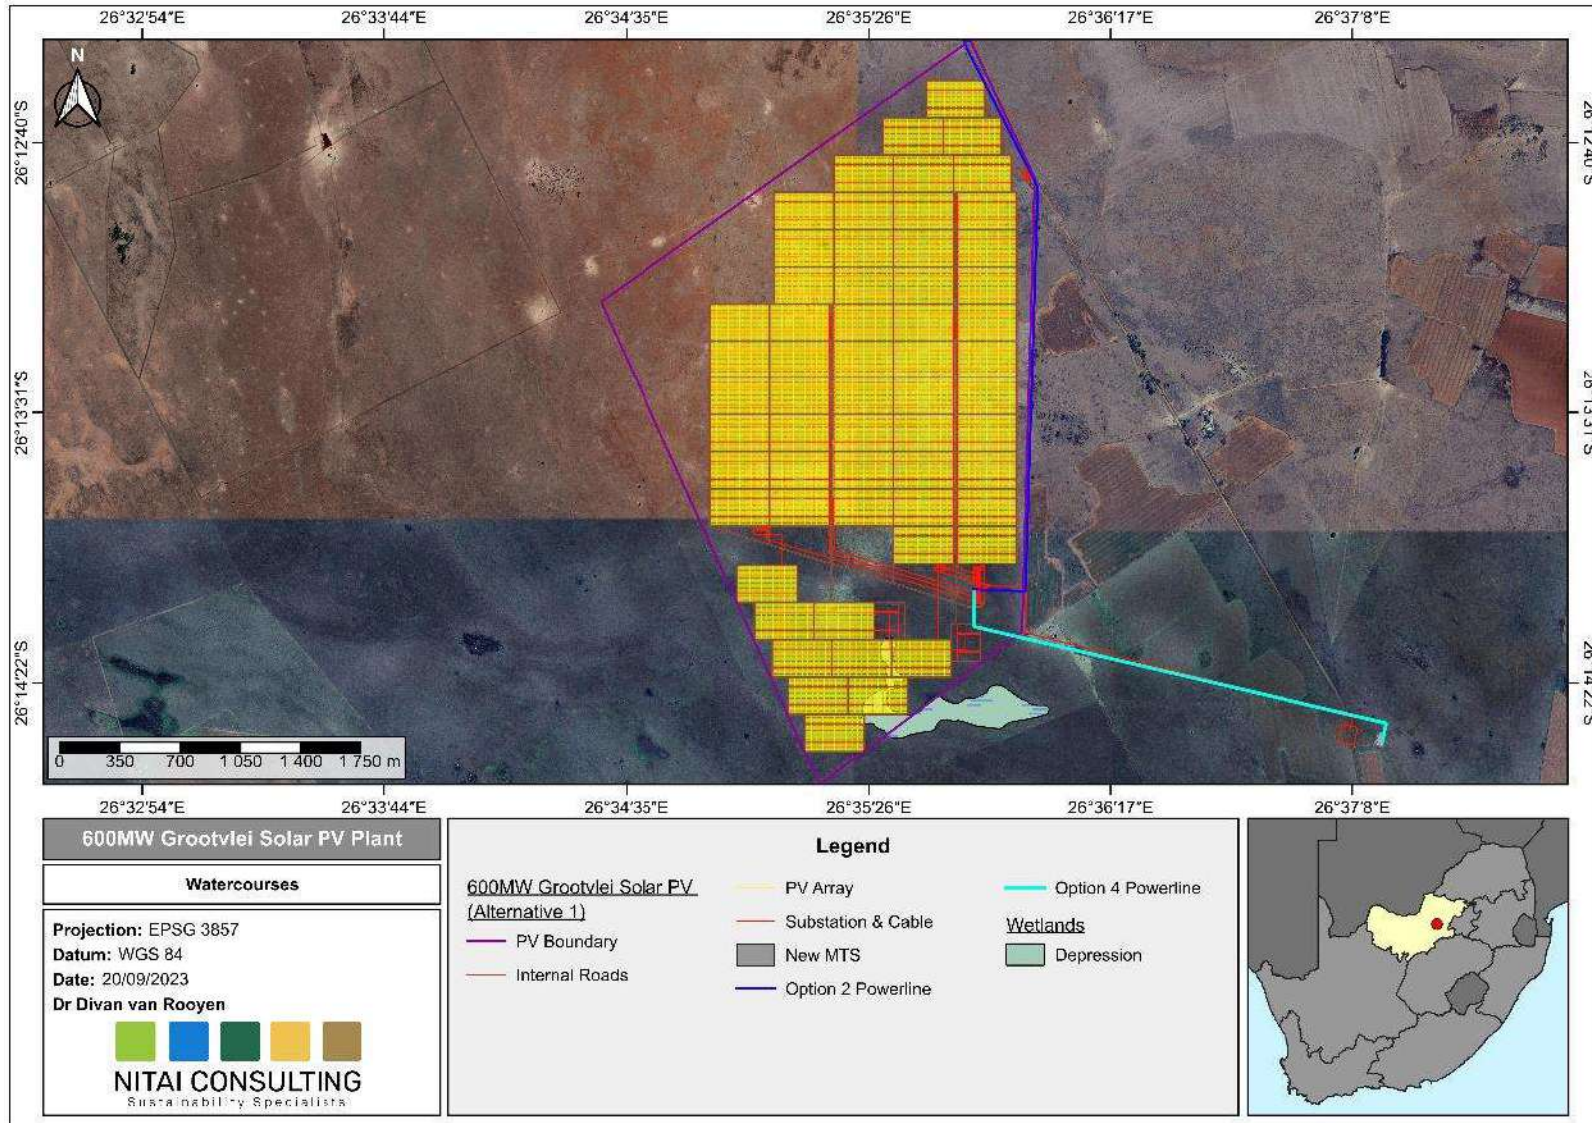 26°32'54"E 26°33'44"E 26°34'35"E 26°35'26"E 26°36'17"E 26°37'8"E
N
26°12'40"S 26°12'40"S
26°13'31"S 26°13'31"S
26°14'22"S 26°14'22"S
0 350 700 1 050 1 400 1 750 m
26°32'54"E 26°33'44"E 26°34'35"E 26°35'26"E 26°36'17"E 26°37'8"E
600MW Grootvlei Solar PV Plant
Watercourses
Projection: EPSG 3857
Datum: WGS 84
Date: 20/09/2023
Dr Divan van Rooyen
NITAI CONSULTING
Sustainability Specialists
Legend
600MW Grootvlei Solar PV
(Alternative 1)
PV Boundary
Internal Roads
PV Array
Substation & Cable
New MTS
Option 2 Powerline
Option 4 Powerline
Wetlands
Depression